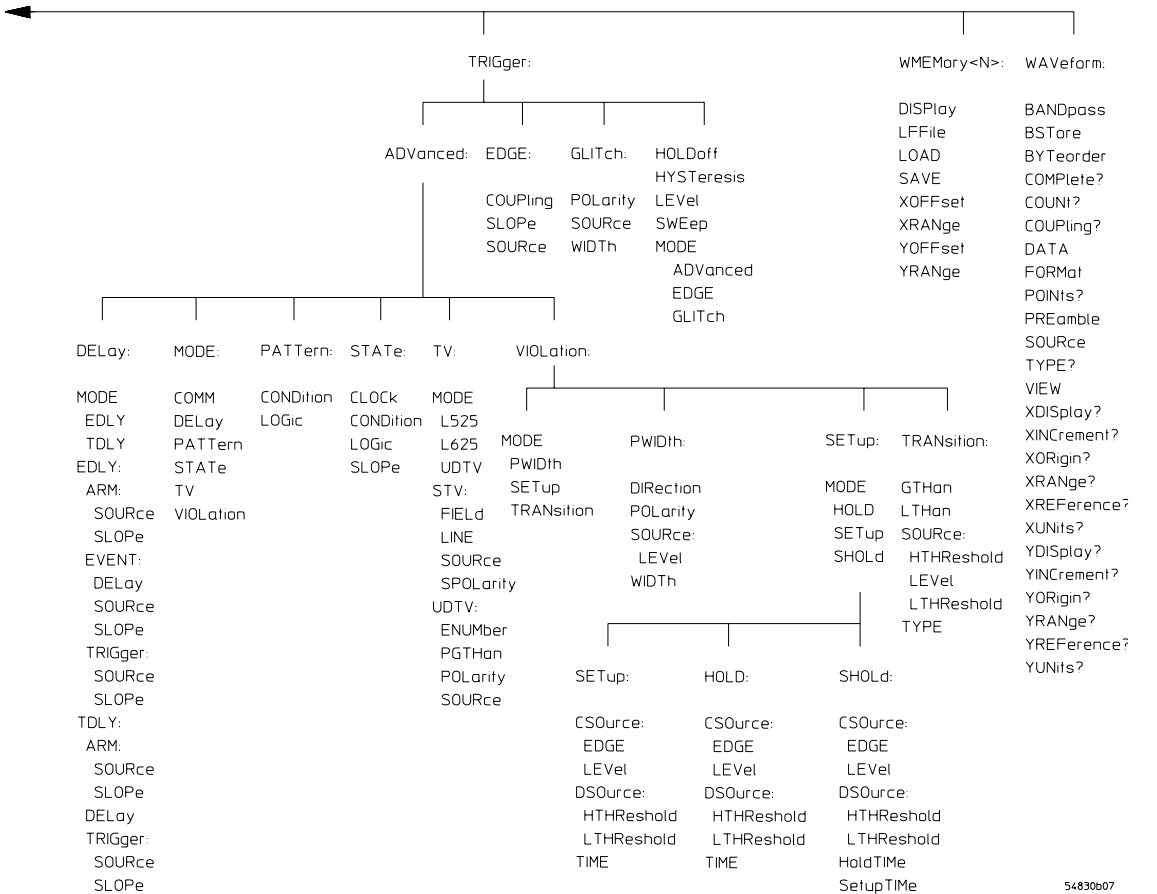 TRIGger:
ADVanced:
EDGE:
COUPling
SLOPe
SOURce
GLITch:
POLarity
SOURce
WIDTh
HOLDoff
HYSTeresis
LEVel
SWEep
MODE
ADVanced
EDGE
GLITch
DELay:
MODE
EDLY
TDLY
EDLY:
ARM:
SOURce
SLOPe
EVENT:
DELay
SOURce
SLOPe
TRIGger:
SOURce
SLOPe
TDLY:
ARM:
SOURce
SLOPe
DELay
TRIGger:
SOURce
SLOPe
MODE:
COMM
DELay
PATTern
STATe
TV
VIOLation
PATTern:
CONDition
LOGic
STATe:
CLOCk
CONDition
LOGic
SLOPe
TV:
MODE
L525
L625
UDTV
STV:
FIELd
LINE
SOURce
SPOLarity
UDTV:
ENUMber
PGTHan
POLarity
SOURce
VIOLation:
MODE
PWIDth
SETup
TRANsition
PWIDth:
DIRection
POLarity
SOURce:
LEVel
WIDTh
SETup:
MODE
HOLD
SETup
SHOLd
SETup:
CSOurce:
EDGE
LEVel
DSOurce:
HTHReshold
LTHReshold
TIME
HOLD:
CSOurce:
EDGE
LEVel
DSOurce:
HTHReshold
LTHReshold
TIME
SHOLd:
CSOurce:
EDGE
LEVel
DSOurce:
HTHReshold
LTHReshold
HoldTIMe
SetupTIMe
TRANsition:
GTHan
LTHan
SOURce:
HTHReshold
LEVel
LTHReshold
TYPE
WMEMory<N>:
DISPlay
LFFile
LOAD
SAVE
XOFFset
XRANge
YOFFset
YRANge
WAVeform:
BANDpass
BSTore
BYTeorder
COMPlete?
COUNt?
COUPling?
DATA
FORMat
POINts?
PREamble
SOURce
TYPE?
VIEW
XDISplay?
XINCrement?
XORigin?
XRANge?
XREFerence?
XUNits?
YDISplay?
YINCrement?
YORigin?
YRANge?
YREFerence?
YUNits?
54830b07